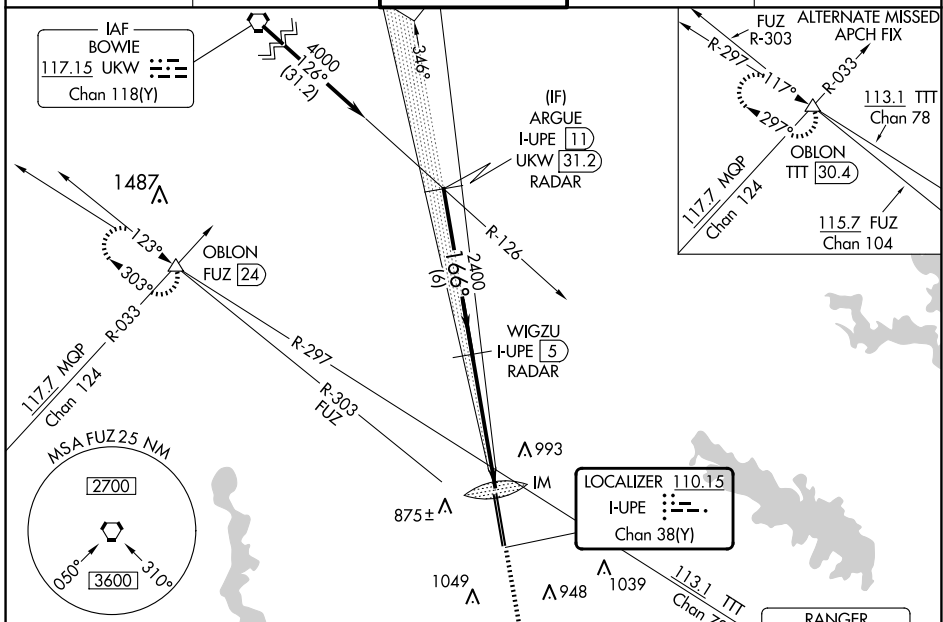 IAF
BOWIE
117.15 UKW
Chan 118(Y)
4000
126°
(31.2)
346°
(IF)
ARGUE
I-UPE 11
UKW 31.2
RADAR
FUZ
R-303
ALTERNATE MISSED
APCH FIX
R-297
117°
R-033
297°
113.1 TTT
Chan 78
OBLON
TTT 30.4
117.7 MQP
Chan 124
115.7 FUZ
Chan 104
1487
123°
303°
OBLON
FUZ 24
R-033
117.7 MQP
Chan 124
R-126
2400
166°
(6)
WIGZU
I-UPE 5
RADAR
R-297
R-303
FUZ
MSA FUZ 25 NM
2700
050°
3600
310°
993
IM
875±
LOCALIZER 110.15
I-UPE
Chan 38(Y)
1049
948
1039
113.1 TTT
RANGER